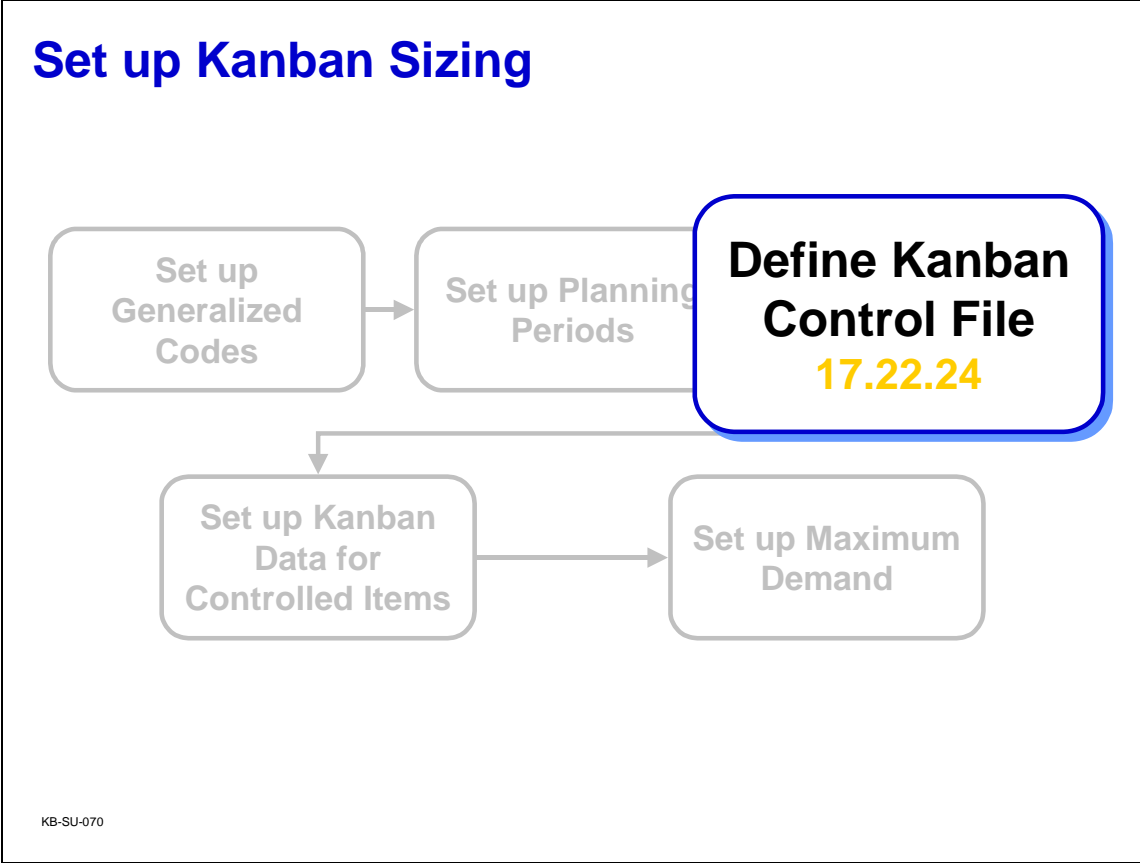 Set up Kanban Sizing
Set up
Generalized
Codes
Set up Planning
Periods
Define Kanban
Control File
17.22.24
Set up Kanban
Data for
Controlled Items
Set up Maximum
Demand
KB-SU-070